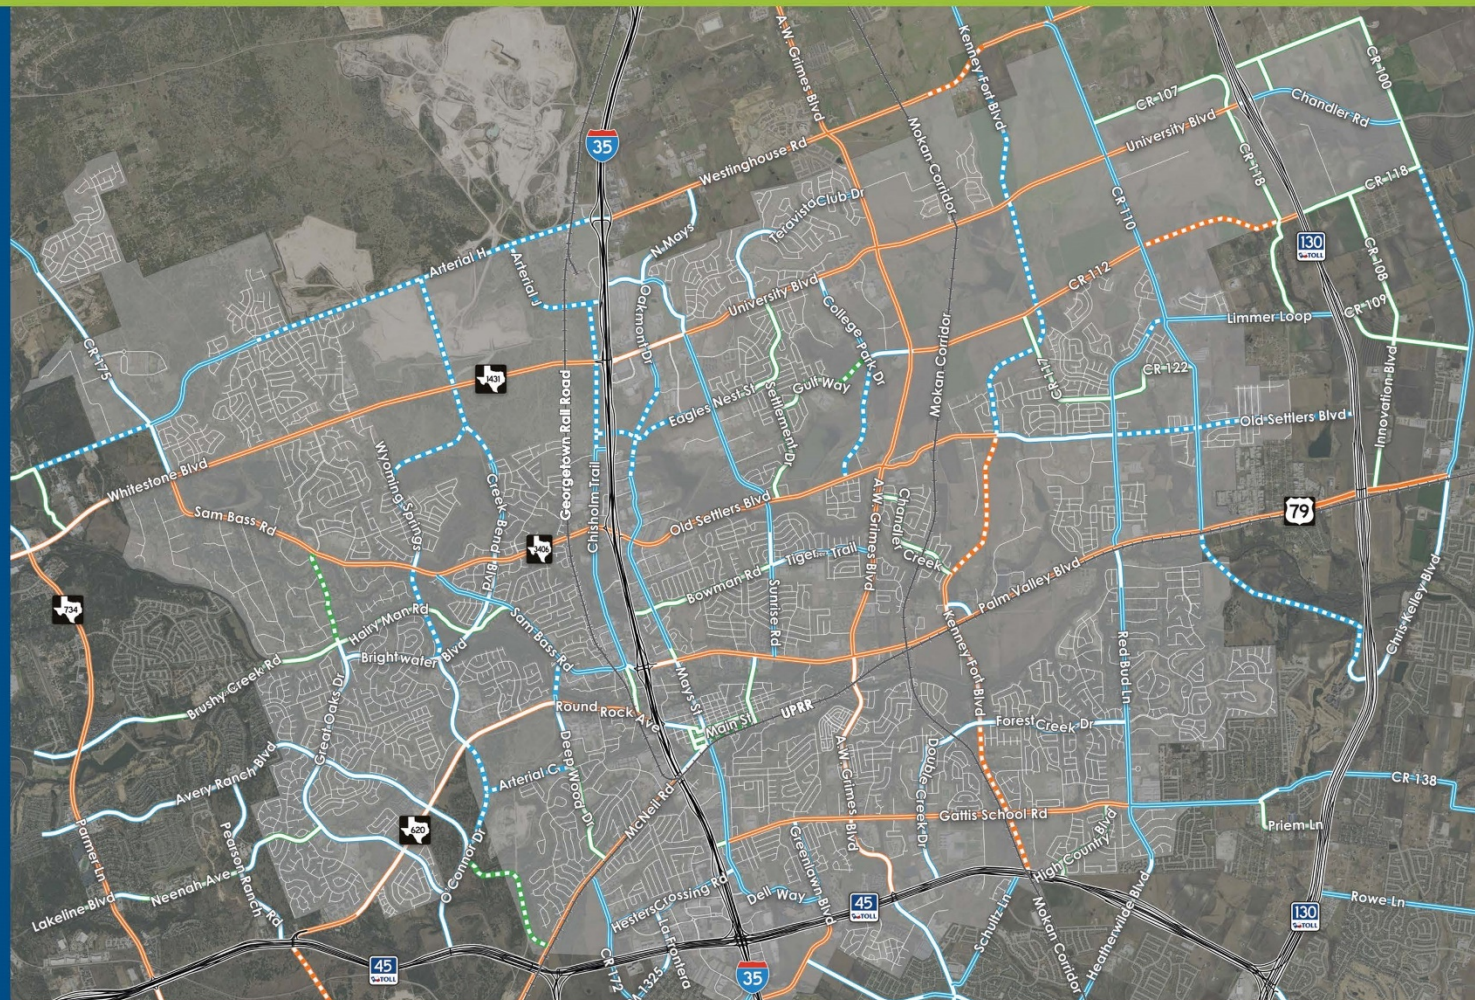 A.W. Grimes Blvd
Kenney Fort Blvd
CR 100
CR 107
Chandler Rd
University Blvd
35
Westinghouse Rd
Mokan Corridor
CR 118
CR 118
Teravista Club Dr
CR 110
N Mays
130
TOLL
Arterial H
Arterial J
CR 112
CR 108
University Blvd
Oakmont Dr
College Park Dr
CR 109
Limmer Loop
CR 175
1431
Georgetown Rail Road
Mokan Corridor
CR 117
CR 122
Gulf Way
Eagles Nest St
Settlement Dr
Innovation Blvd
Old Settlers Blvd
Whitestone Blvd
Wyoming Springs
Creek Bend Blvd
Chisholm Trail
Sam Bass Rd
Old Settlers Blvd
A.W. Grimes Blvd
Chandler Creek
79
3406
Tiger Trail
Bowman Rd
Sunrise Rd
Palm Valley Blvd
734
Hairy Man Rd
Sam Bass Rd
Kenney Fort Blvd
Red Bud Ln
Chris Kelley Blvd
Brightwater Blvd
Brushy Creek Rd
Great Oaks Dr
Mays St
Round Rock Ave
Main St
UPRR
Forest Creek Dr
A.W. Grimes Blvd
Double Creek Dr
Deep Wood Dr
Arterial C
Avery Ranch Blvd
CR 138
McNeil Rd
Gattis School Rd
Priem Ln
620
Pearson Ranch Rd
Greenlawn Blvd
High Country Blvd
Parmer Ln
O Connor Dr
Neenah Ave
Lakeline Blvd
Hesters Crossing Rd
Dell Way
45
TOLL
Schultz Ln
Heatherwilde Blvd
Mokan Corridor
Rowe Ln
130
TOLL
La Frontera
CR 172
1325
45
TOLL
35